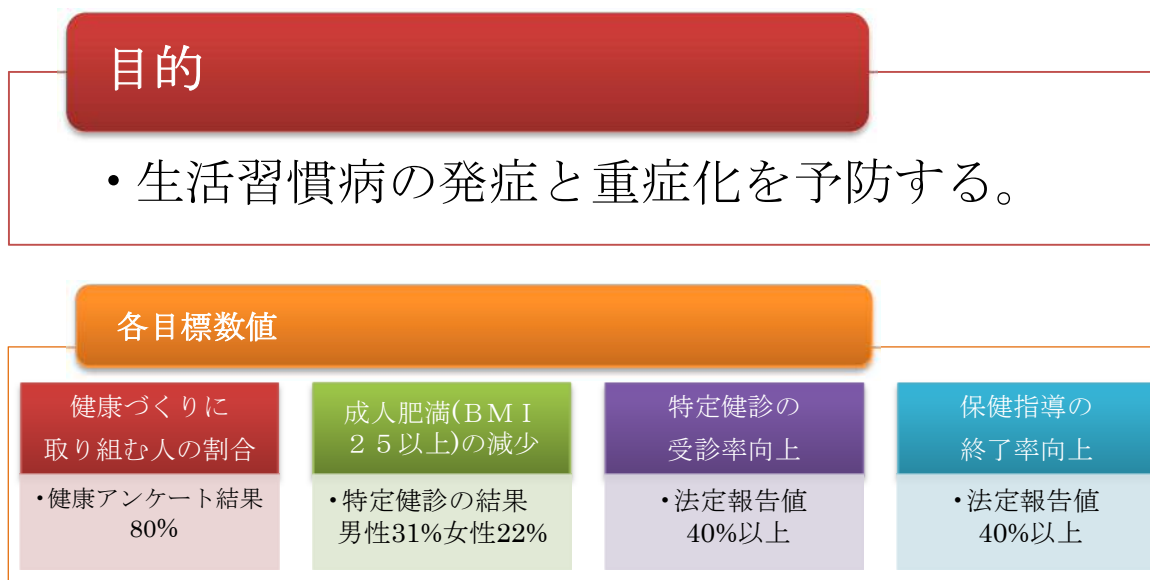 目的
・生活習慣病の発症と重症化を予防する。
各目標数値
健康づくりに
取り組む人の割合
・健康アンケート結果
80%
成人肥満(ＢＭＩ
２５以上)の減少
・特定健診の結果
男性31%女性22%
特定健診の
受診率向上
・法定報告値
40%以上
保健指導の
終了率向上
・法定報告値
40%以上